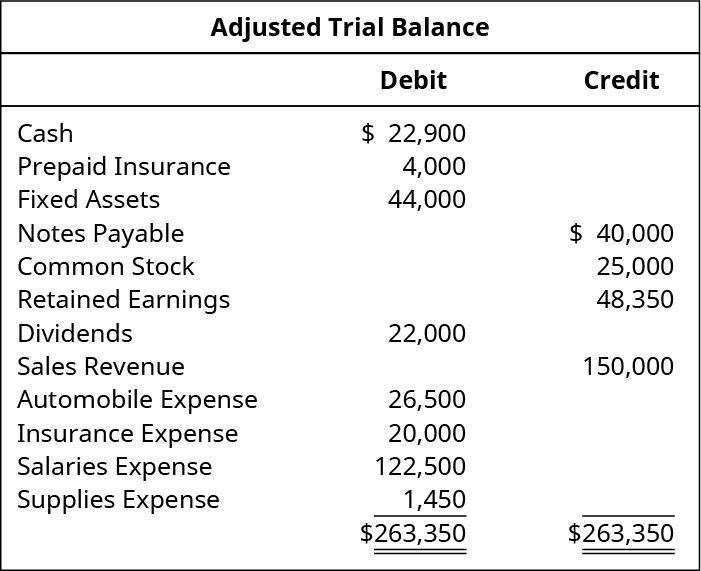 Adjusted Trial Balance
Debit Credit
Cash $ 22,900
Prepaid Insurance 4,000
Fixed Assets 44,000
Notes Payable $ 40,000
Common Stock 25,000
Retained Earnings 48,350
Dividends 22,000
Sales Revenue 150,000
Automobile Expense 26,500
Insurance Expense 20,000
Salaries Expense 122,500
Supplies Expense 1,450
$263,350 $263,350